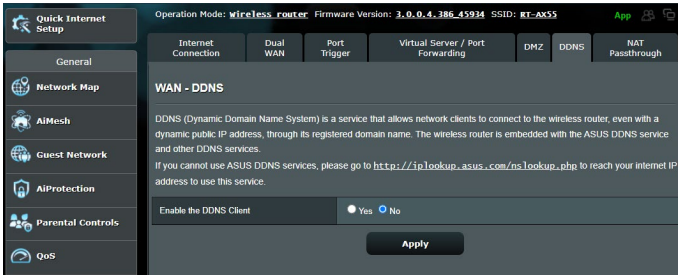 Quick Internet
Setup
Operation Mode: Wireless router Firmware Version: 3.0.0.4.386_45934 SSID: RT-AX55
App
General
Network Map
AiMesh
Guest Network
AiProtection
Parental Controls
QoS
Internet
Connection
Dual
WAN
Port
Trigger
Virtual Server / Port
Forwarding
DMZ
DDNS
NAT
Passthrough
WAN - DDNS
DDNS (Dynamic Domain Name System) is a service that allows network clients to connect to the wireless router, even with a
dynamic public IP address, through its registered domain name. The wireless router is embedded with the ASUS DDNS service
and other DDNS services.
If you cannot use ASUS DDNS services, please go to http://iplookup.asus.com/nslookup.php to reach your internet IP
address to use this service.
Enable the DDNS Client
Yes No
Apply